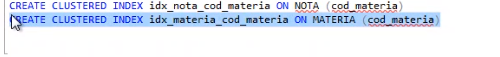 CREATE CLUSTERED INDEX idx_nota_cod_materia ON NOTA (cod_materia)
CREATE CLUSTERED INDEX idx_materia_cod_materia ON MATERIA (cod_materia)